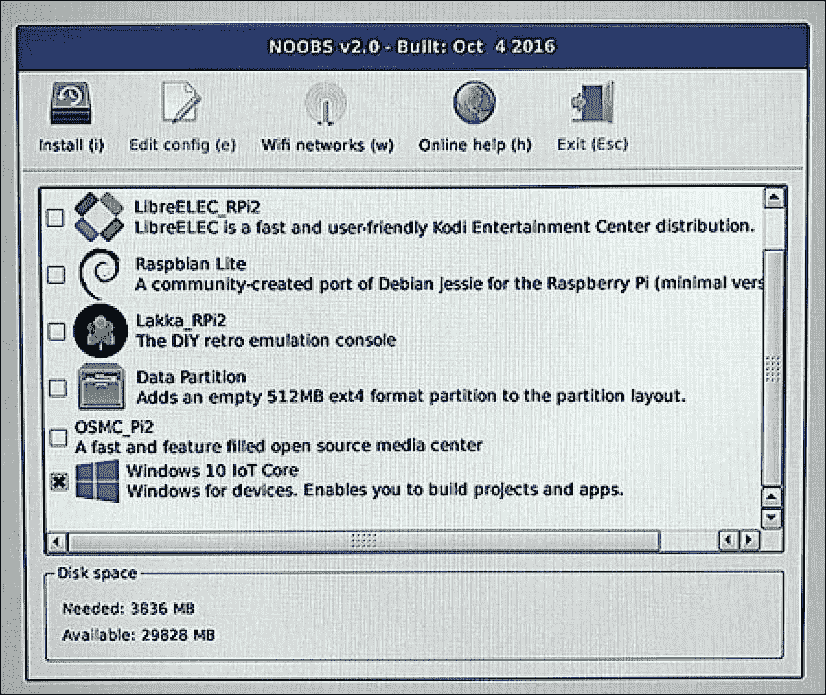 NOOBS v2.0 - Built: Oct 4 2016
Install (i) Edit config (e) Wifi networks (w) Online help (h) Exit (Esc)
LibreELEC_RPi2
LibreELEC is a fast and user-friendly Kodi Entertainment Center distribution.
Raspbian Lite
A community-created port of Debian Jessie for the Raspberry Pi (minimal vers
Lakka_RPi2
The DIY retro emulation console
Data Partition
Adds an empty 512MB ext4 format partition to the partition layout.
OSMC_Pi2
A fast and feature filled open source media center
Windows 10 IoT Core
Windows for devices. Enables you to build projects and apps.
Disk space
Needed: 3836 MB
Available: 29828 MB